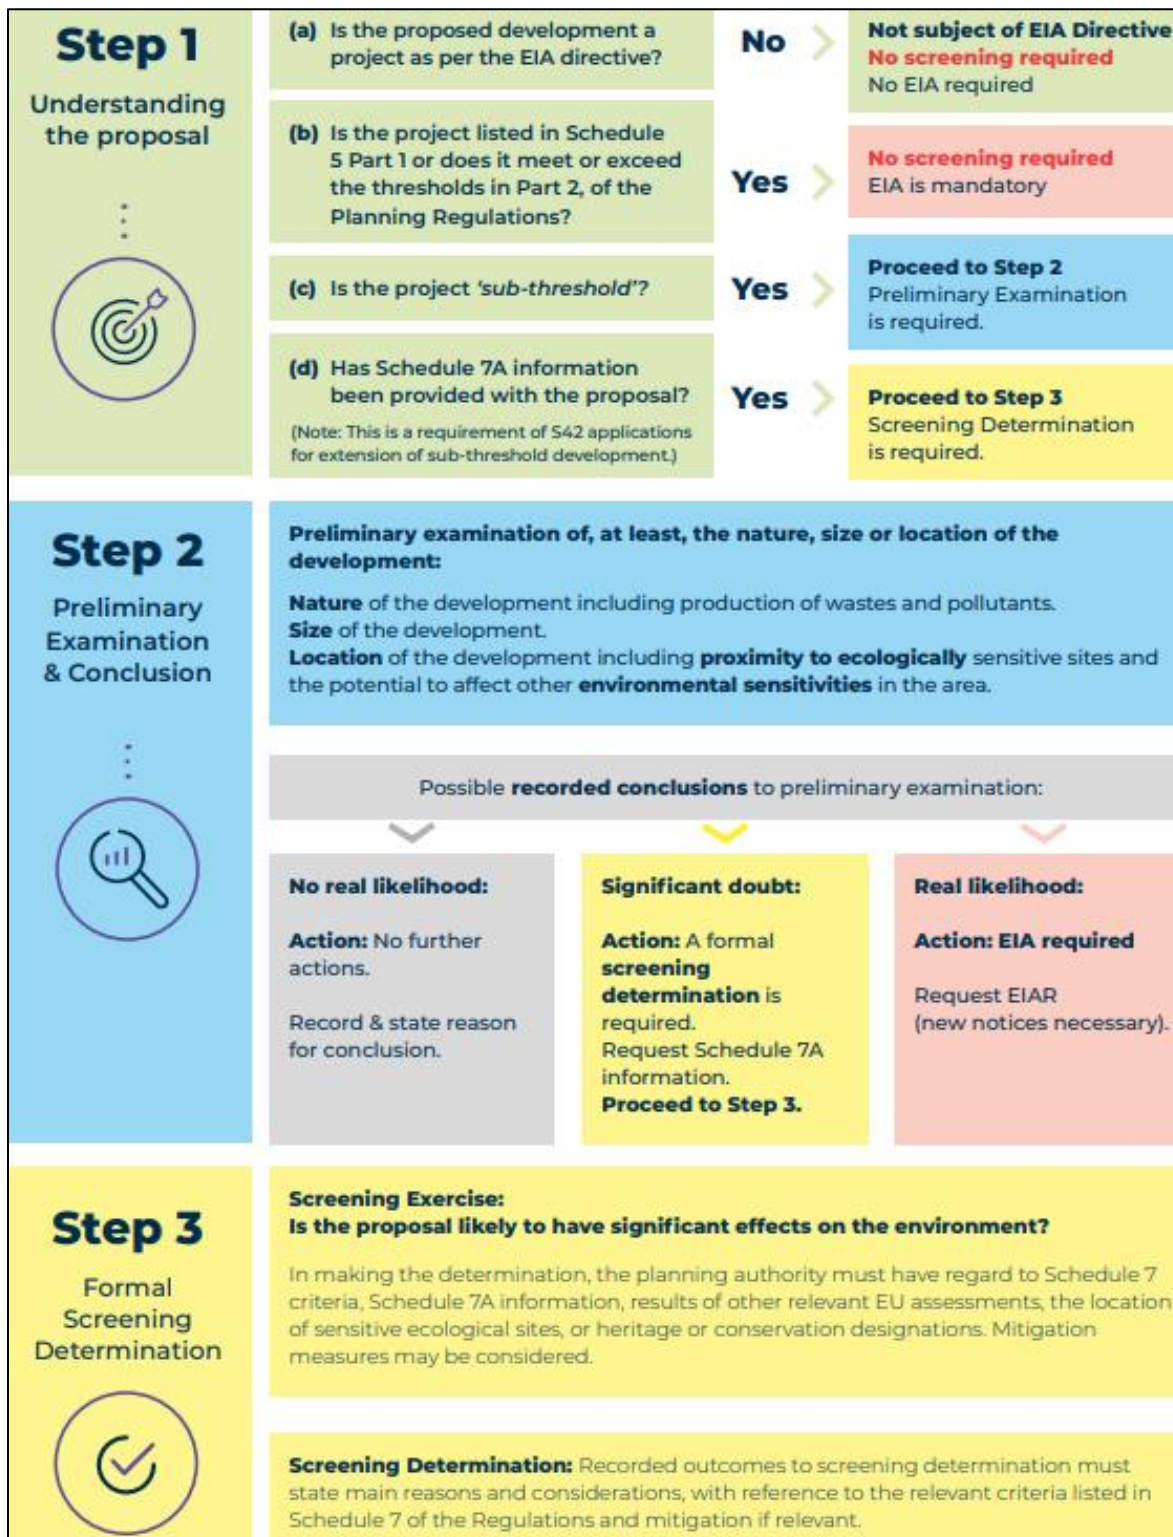 Step 1
Understanding
the proposal
(a) Is the proposed development a
project as per the EIA directive?
No
Not subject of EIA Directive
No screening required
No EIA required
(b) Is the project listed in Schedule
5 Part 1 or does it meet or exceed
the thresholds in Part 2, of the
Planning Regulations?
Yes
No screening required
EIA is mandatory
(c) Is the project ‘sub-threshold’?
Yes
Proceed to Step 2
Preliminary Examination
is required.
(d) Has Schedule 7A information
been provided with the proposal?
(Note: This is a requirement of S42 applications
for extension of sub-threshold development.)
Yes
Proceed to Step 3
Screening Determination
is required.
Step 2
Preliminary
Examination
& Conclusion
Preliminary examination of, at least, the nature, size or location of the
development:
Nature of the development including production of wastes and pollutants.
Size of the development.
Location of the development including proximity to ecologically sensitive sites and
the potential to affect other environmental sensitivities in the area.
Possible recorded conclusions to preliminary examination:
No real likelihood:
Action: No further
actions.
Record & state reason
for conclusion.
Significant doubt:
Action: A formal
screening
determination is
required.
Request Schedule 7A
information.
Proceed to Step 3.
Real likelihood:
Action: EIA required
Request EIAR
(new notices necessary).
Step 3
Formal
Screening
Determination
Screening Exercise:
Is the proposal likely to have significant effects on the environment?
In making the determination, the planning authority must have regard to Schedule 7
criteria, Schedule 7A information, results of other relevant EU assessments, the location
of sensitive ecological sites, or heritage or conservation designations. Mitigation
measures may be considered.
Screening Determination: Recorded outcomes to screening determination must
state main reasons and considerations, with reference to the relevant criteria listed in
Schedule 7 of the Regulations and mitigation if relevant.